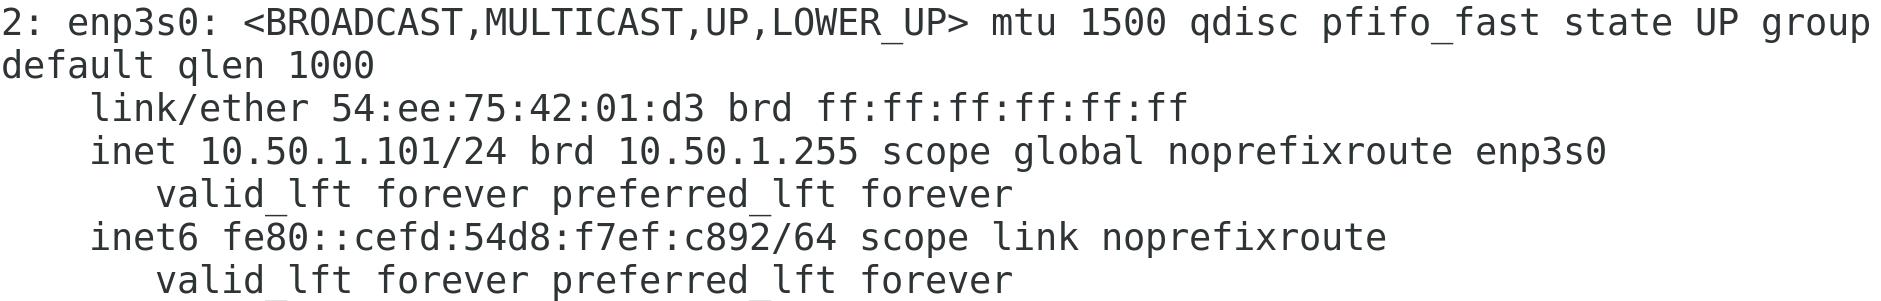 2: enp3s0: <BROADCAST,MULTICAST,UP,LOWER_UP> mtu 1500 qdisc pfifo_fast state UP group
default qlen 1000
    link/ether 54:ee:75:42:01:d3 brd ff:ff:ff:ff:ff:ff
    inet 10.50.1.101/24 brd 10.50.1.255 scope global noprefixroute enp3s0
       valid_lft forever preferred_lft forever
    inet6 fe80::cefd:54d8:f7ef:c892/64 scope link noprefixroute
       valid_lft forever preferred_lft forever